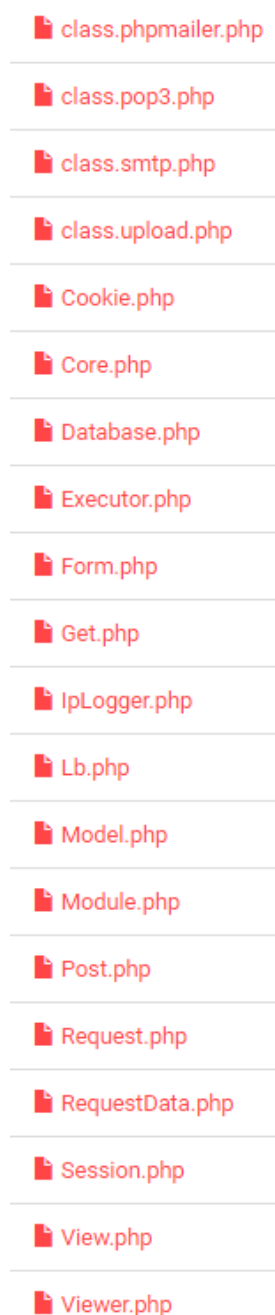 class.phpmailer.php
class.pop3.php
class.smtp.php
class.upload.php
Cookie.php
Core.php
Database.php
Executor.php
Form.php
Get.php
IpLogger.php
Lb.php
Model.php
Module.php
Post.php
Request.php
RequestData.php
Session.php
View.php
Viewer.php